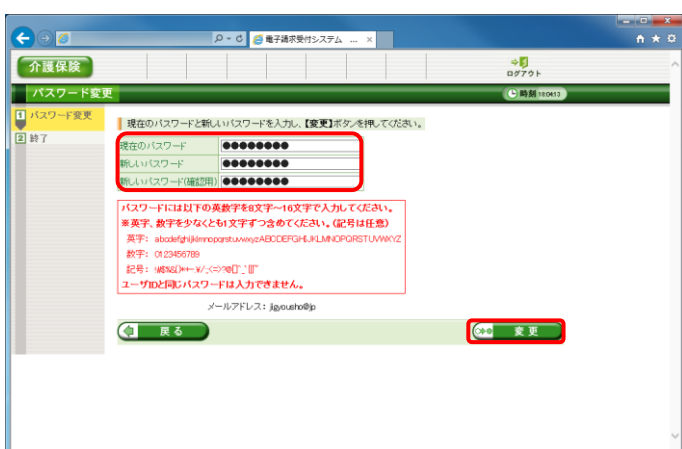 電子請求受付システム ... ×
介護保険
ログアウト
パスワード変更
時刻 18:04:13
1 パスワード変更
2 終了
現在のパスワードと新しいパスワードを入力し、【変更】ボタンを押してください。
現在のパスワード ●●●●●●●●
新しいパスワード ●●●●●●●●
新しいパスワード(確認用) ●●●●●●●●
パスワードには以下の英数字を8文字~16文字で入力してください。
※英字、数字を少なくとも1文字ずつ含めてください。(記号は任意)
英字: abcdefghijklmnopqrstuvwxyzABCDEFGHIJKLMNOPQRSTUVWXYZ
数字: 0123456789
記号:
ユーザIDと同じパスワードは入力できません。
メールアドレス: jigyousho@jp
戻る
変更